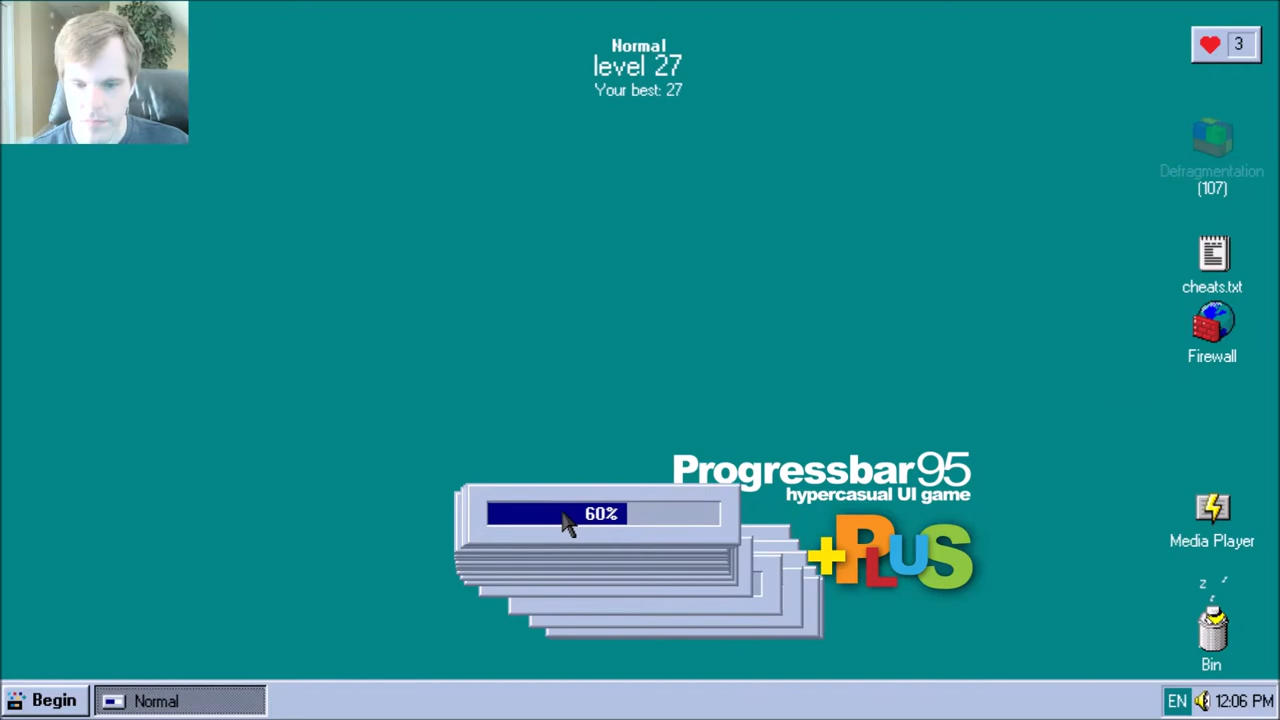 Normal
level 27
Your best: 27
3
Defragmentation
(107)
cheats.txt
Firewall
Progressbar95
hypercasual UI game
+PLUS
60%
Media Player
z
Bin
Begin
Normal
EN
12:06 PM